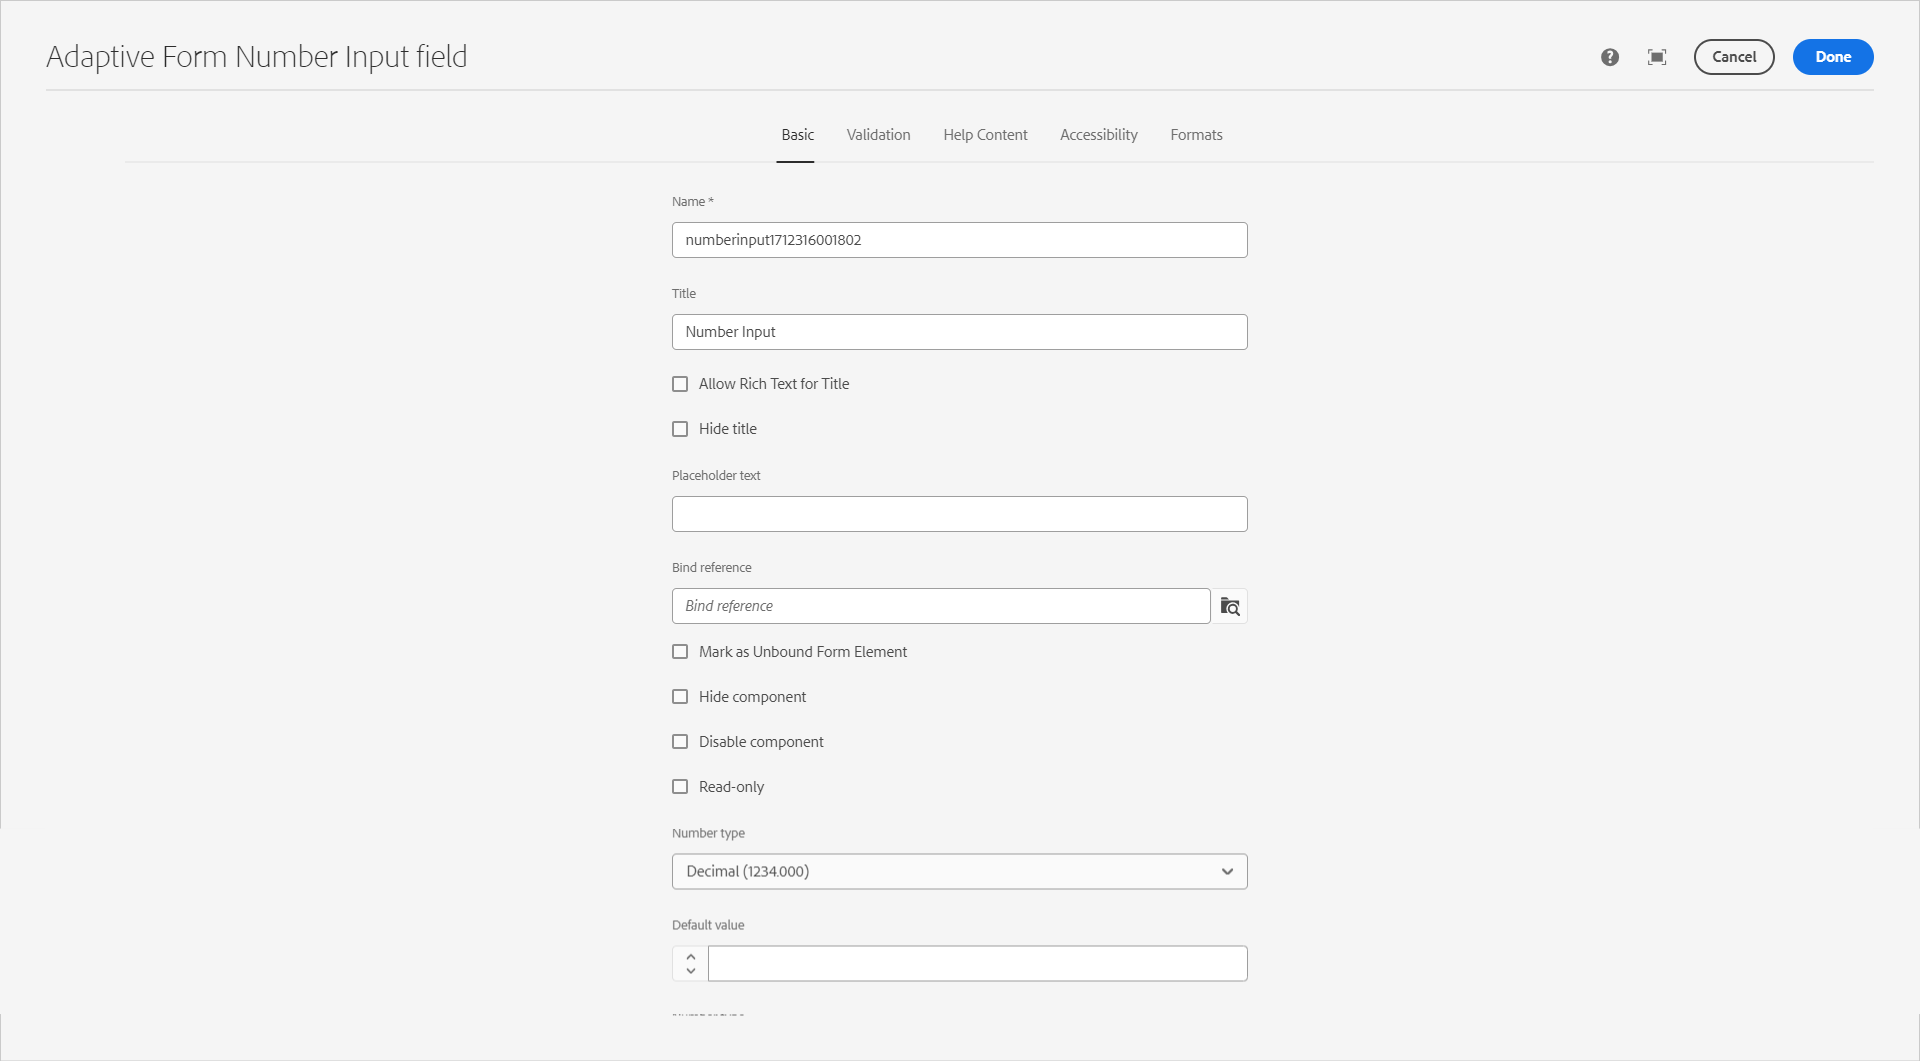 Adaptive Form Number Input field
Cancel
Done
Basic
Validation
Help Content
Accessibility
Formats
Name *
numberinput1712316001802
Title
Number Input
Allow Rich Text for Title
Hide title
Placeholder text
Bind reference
Bind reference
Mark as Unbound Form Element
Hide component
Disable component
Read-only
Number type
Decimal (1234.000)
Default value